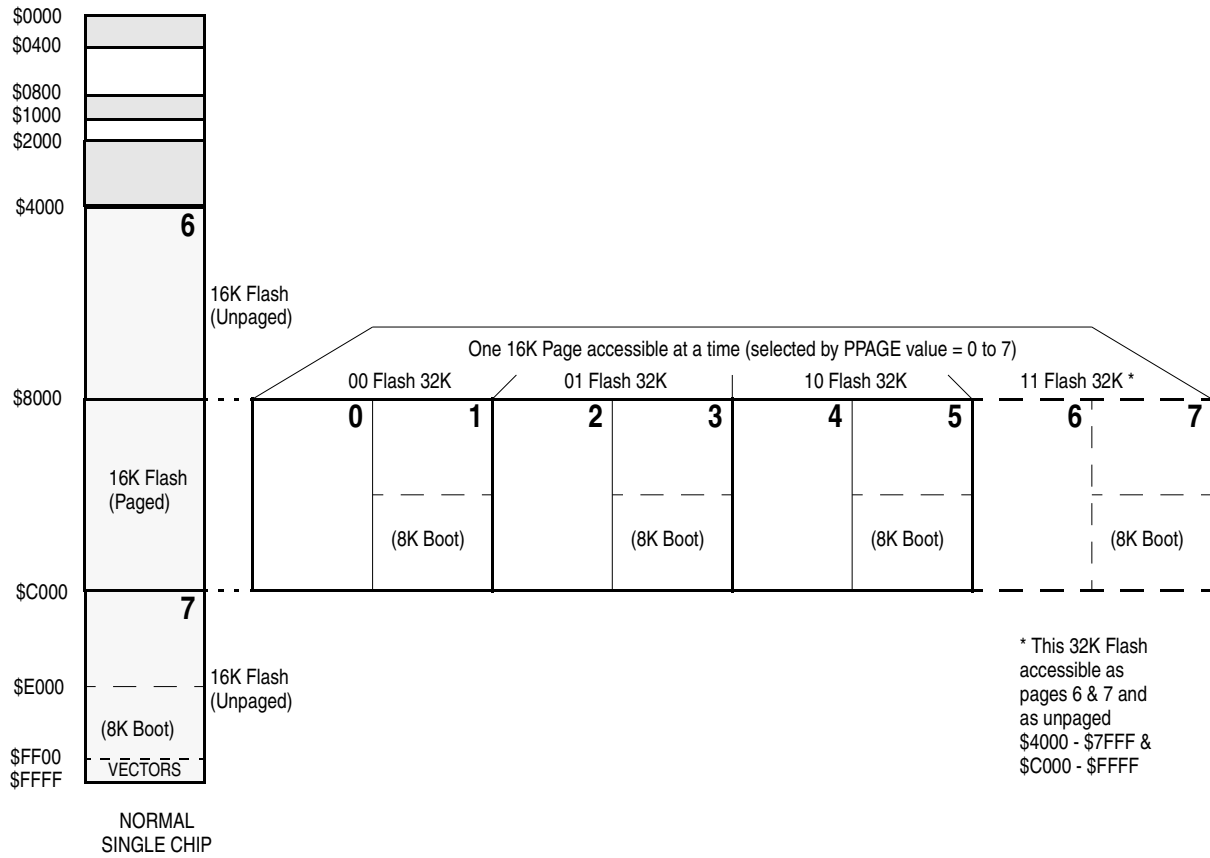 $0000
$0400
$0800
$1000
$2000
$4000
6
16K Flash
(Unpaged)
One 16K Page accessible at a time (selected by PPAGE value = 0 to 7)
00 Flash 32K
01 Flash 32K
10 Flash 32K
11 Flash 32K *
$8000
0
1
2
3
4
5
6
7
16K Flash
(Paged)
(8K Boot)
(8K Boot)
(8K Boot)
(8K Boot)
$C000
7
16K Flash
(Unpaged)
$E000
(8K Boot)
$FF00
VECTORS
$FFFF
* This 32K Flash
accessible as
pages 6 & 7 and
as unpaged
$4000 - $7FFF &
$C000 - $FFFF
NORMAL
SINGLE CHIP